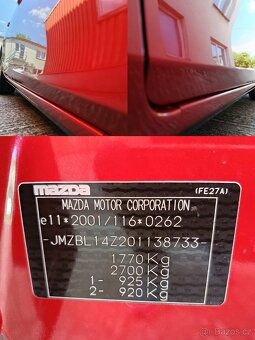 mazda
(FE27A)
MAZDA MOTOR CORPORATION
e11*2001/116*0262
-JMZBL14Z201138733-
1770Kg
2700Kg
1- 925Kg
2- 920Kg